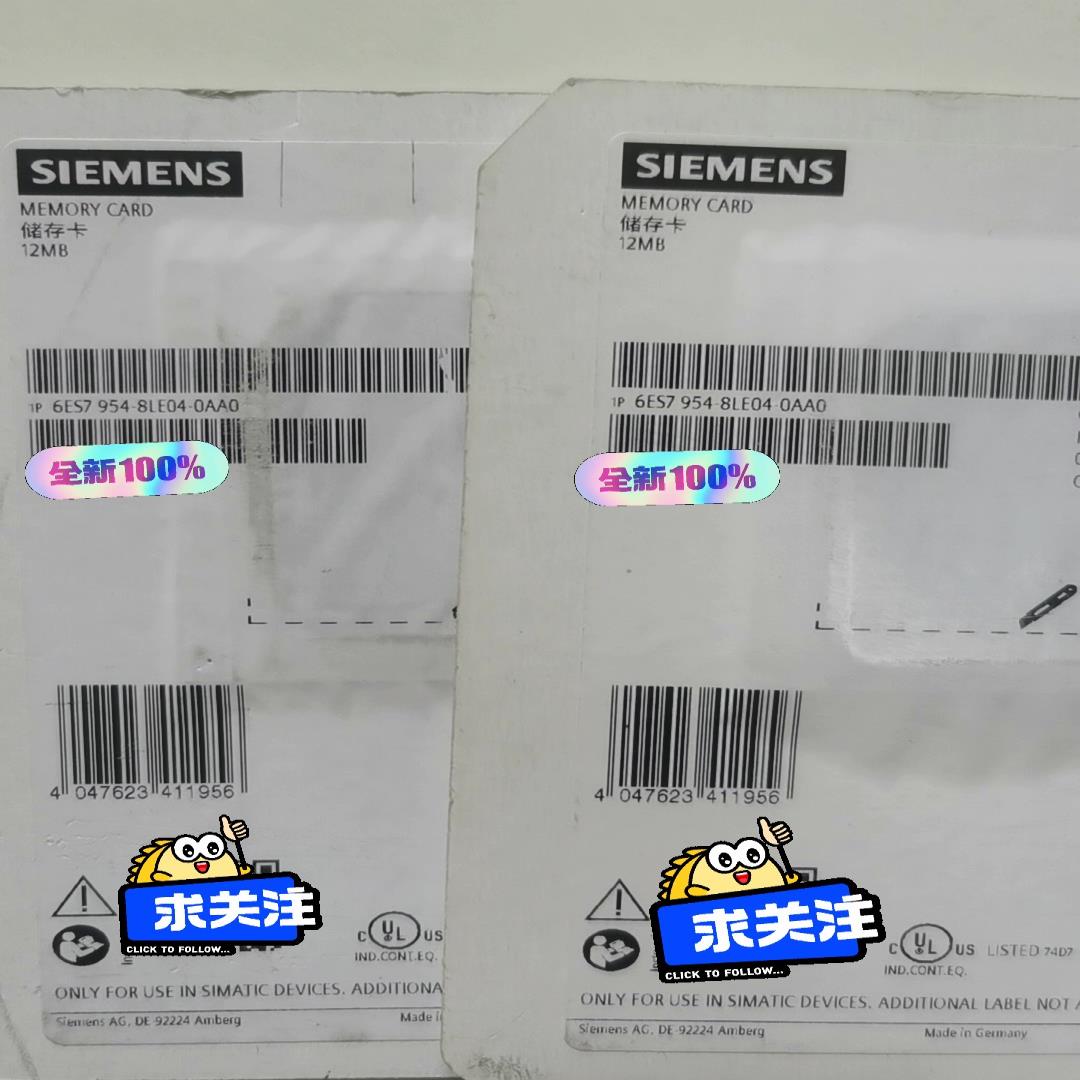 SIEMENS
MEMORY CARD
储存卡
12MB
1P 6ES7 954-8LE04-0AA0
全新100%
4 047623 411956
求关注
CLICK TO FOLLOW...
C UL US
IND.CONT.EQ.
ONLY FOR USE IN SIMATIC DEVICES. ADDITIONA
Siemens AG, DE-92224 Amberg
Made i
SIEMENS
MEMORY CARD
储存卡
12MB
1P 6ES7 954-8LE04-0AA0
全新100%
4 047623 411956
求关注
CLICK TO FOLLOW...
C UL US LISTED 74D7
IND.CONT.EQ.
ONLY FOR USE IN SIMATIC DEVICES. ADDITIONAL LABEL NOT
Siemens AG, DE-92224 Amberg
Made in Germany